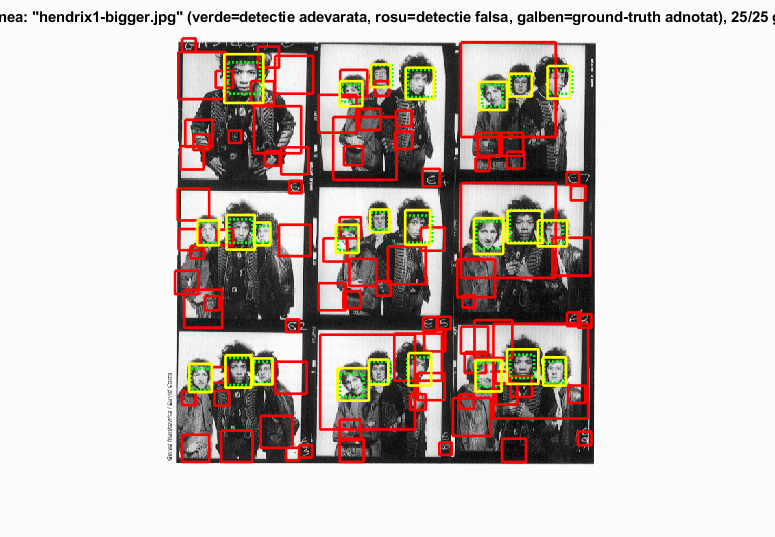 nea: "hendrix1-bigger.jpg" (verde=detectie adevarata, rosu=detectie falsa, galben=ground-truth adnotat), 25/25 g